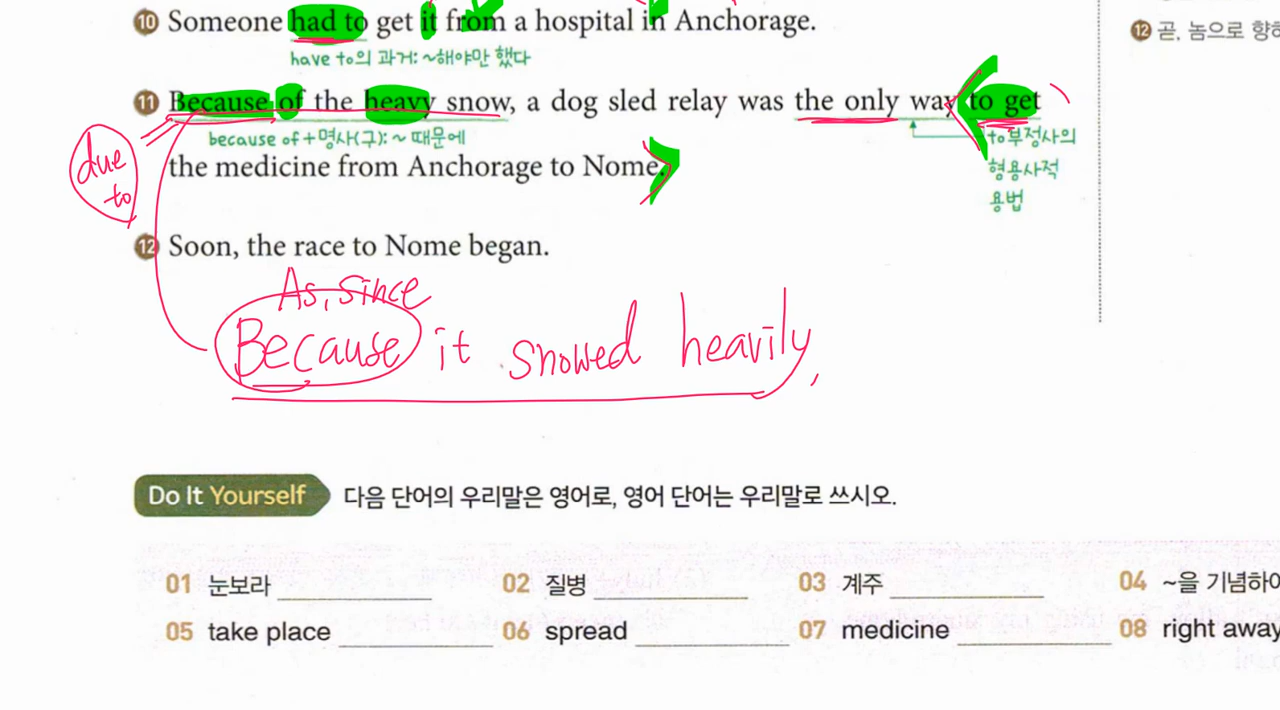 ⑩ Someone had to get it from a hospital in Anchorage.
have to의 과거: ~해야만 했다
⑫ 곧, 놈으로 향하
⑪ Because of the heavy snow, a dog sled relay was the only way to get
because of+명사(구): ~ 때문에
to부정사의
형용사적
용법
due
to
the medicine from Anchorage to Nome.
⑫ Soon, the race to Nome began.
As, since
Because it snowed heavily,
Do It Yourself 다음 단어의 우리말은 영어로, 영어 단어는 우리말로 쓰시오.
01 눈보라 02 질병 03 계주 04 ~을 기념하여
05 take place 06 spread 07 medicine 08 right away